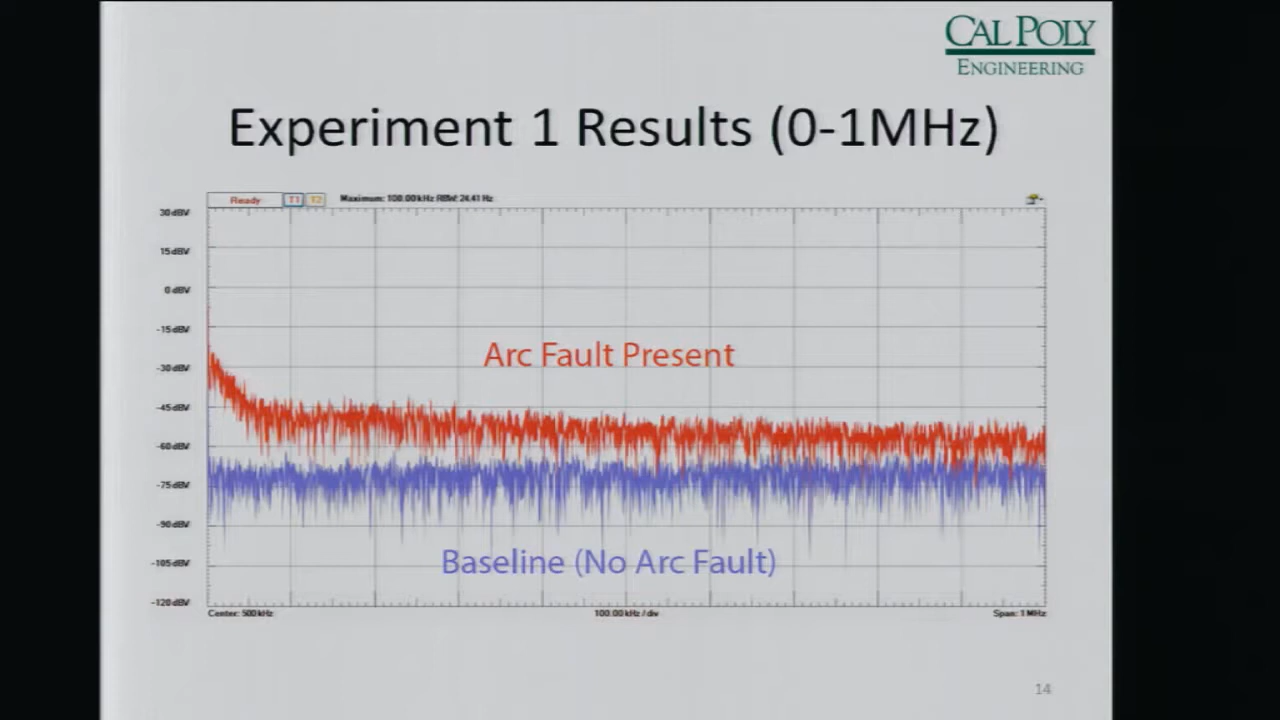 CAL POLY
ENGINEERING
Experiment 1 Results (0-1MHz)
Ready T1 T2 Maximum: 100.00 kHz RBW: 24.41 Hz
30 dBV
15 dBV
0 dBV
-15 dBV
Arc Fault Present
-30 dBV
-45 dBV
-60 dBV
-75 dBV
-90 dBV
Baseline (No Arc Fault)
-105 dBV
-120 dBV
Center: 500 kHz 100.00 kHz / div Span: 1 MHz
14